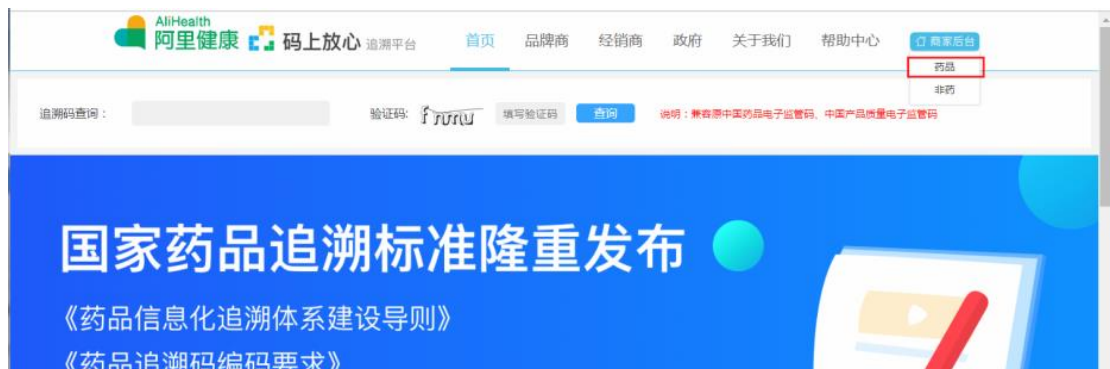 AliHealth
阿里健康 码上放心 追溯平台 首页 品牌商 经销商 政府 关于我们 帮助中心 商家后台
药品
非药
追溯码查询： 验证码: 填写验证码 查询 说明：兼容原中国药品电子监管码、中国产品质量电子监管码
国家药品追溯标准隆重发布
《药品信息化追溯体系建设导则》
《药品追溯码编码要求》